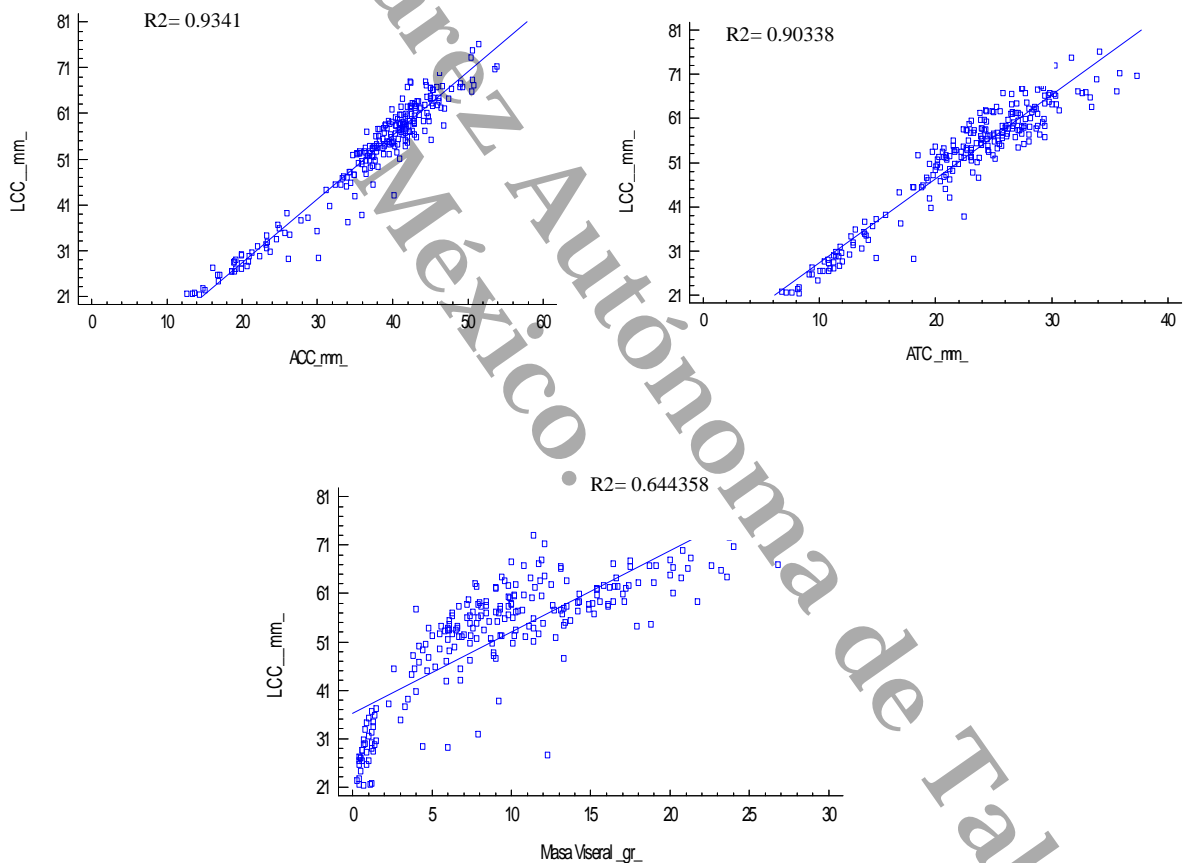 R2= 0.9341
81
71
61
51
41
31
21
LCC__mm_
0 10 20 30 40 50 60
ACC_mm_
R2= 0.90338
81
71
61
51
41
31
21
LCC__mm_
0 10 20 30 40
ATC_mm_
R2= 0.644358
81
71
61
51
41
31
21
LCC__mm_
0 5 10 15 20 25 30
Masa Viseral _gr_
Autónoma de
México.